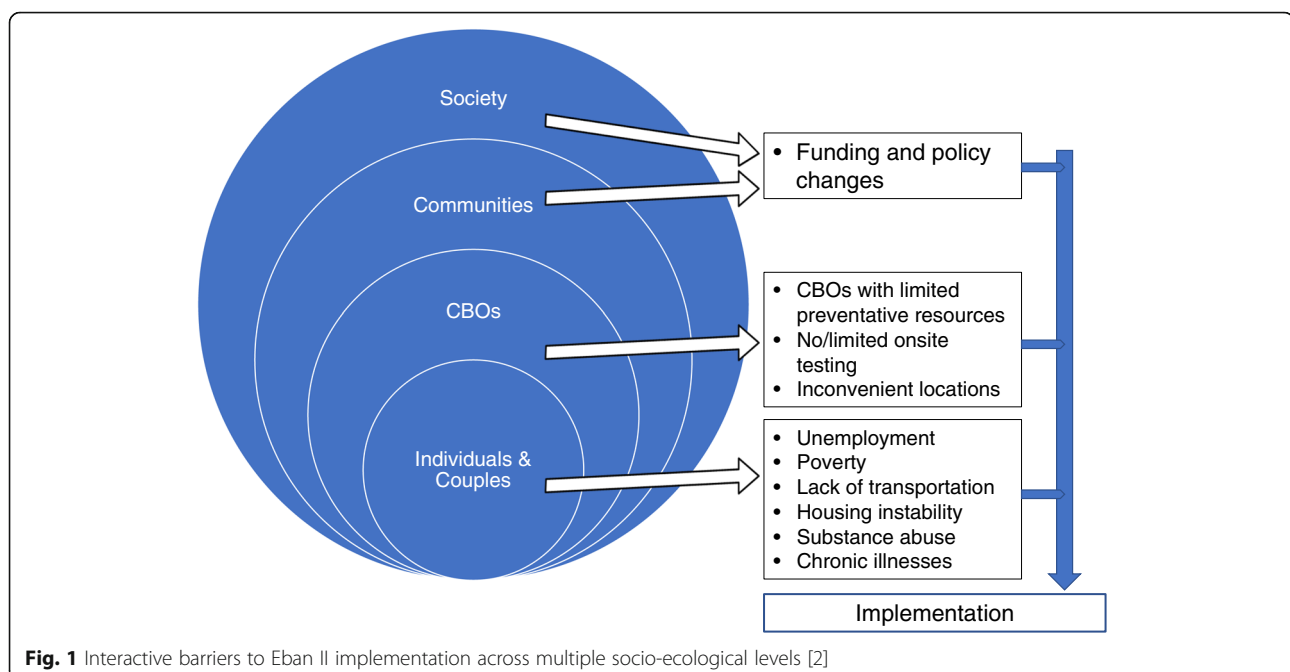 Society
Communities
CBOs
Individuals &
Couples
• Funding and policy
changes
• CBOs with limited
preventative resources
• No/limited onsite
testing
• Inconvenient locations
• Unemployment
• Poverty
• Lack of transportation
• Housing instability
• Substance abuse
• Chronic illnesses
Implementation
Fig. 1 Interactive barriers to Eban II implementation across multiple socio-ecological levels [2]